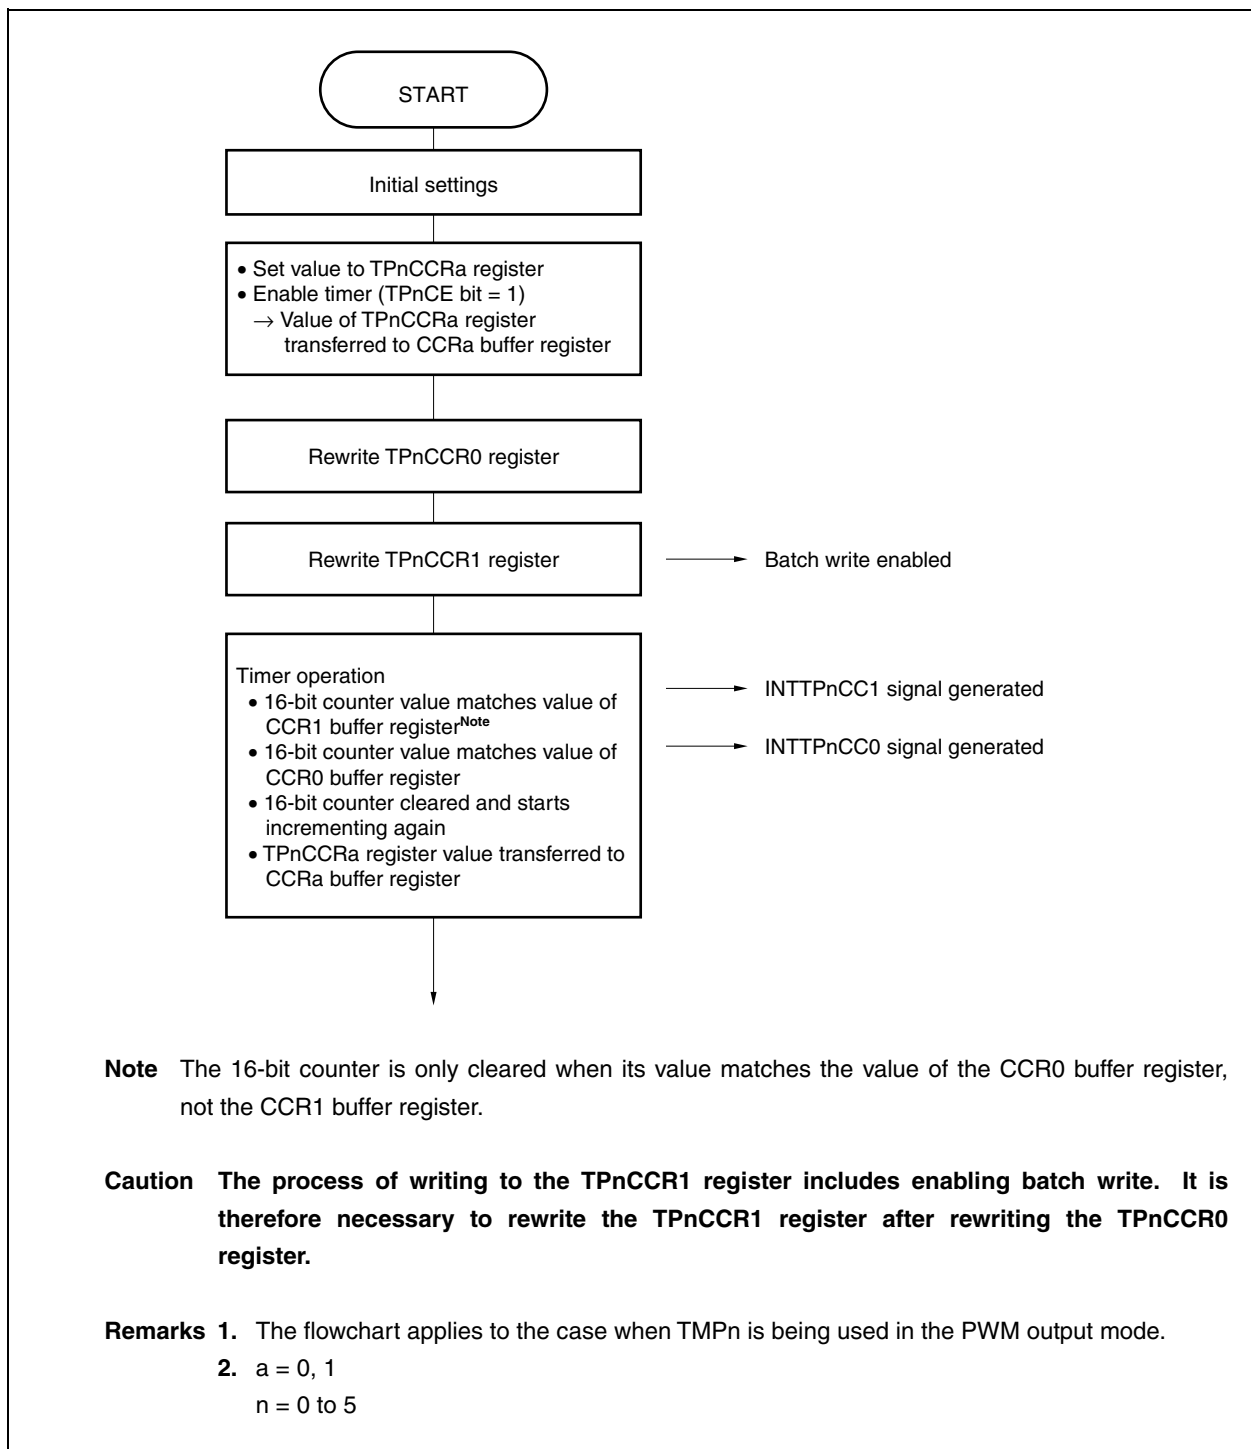 START
Initial settings
• Set value to TPnCCRa register
• Enable timer (TPnCE bit = 1)
→ Value of TPnCCRa register
transferred to CCRa buffer register
Rewrite TPnCCR0 register
Rewrite TPnCCR1 register
Batch write enabled
Timer operation
• 16-bit counter value matches value of
CCR1 buffer registerNote
INTTPnCC1 signal generated
• 16-bit counter value matches value of
CCR0 buffer register
INTTPnCC0 signal generated
• 16-bit counter cleared and starts
incrementing again
• TPnCCRa register value transferred to
CCRa buffer register
Note The 16-bit counter is only cleared when its value matches the value of the CCR0 buffer register,
not the CCR1 buffer register.
Caution The process of writing to the TPnCCR1 register includes enabling batch write. It is
therefore necessary to rewrite the TPnCCR1 register after rewriting the TPnCCR0
register.
Remarks 1. The flowchart applies to the case when TMPn is being used in the PWM output mode.
2. a = 0, 1
n = 0 to 5